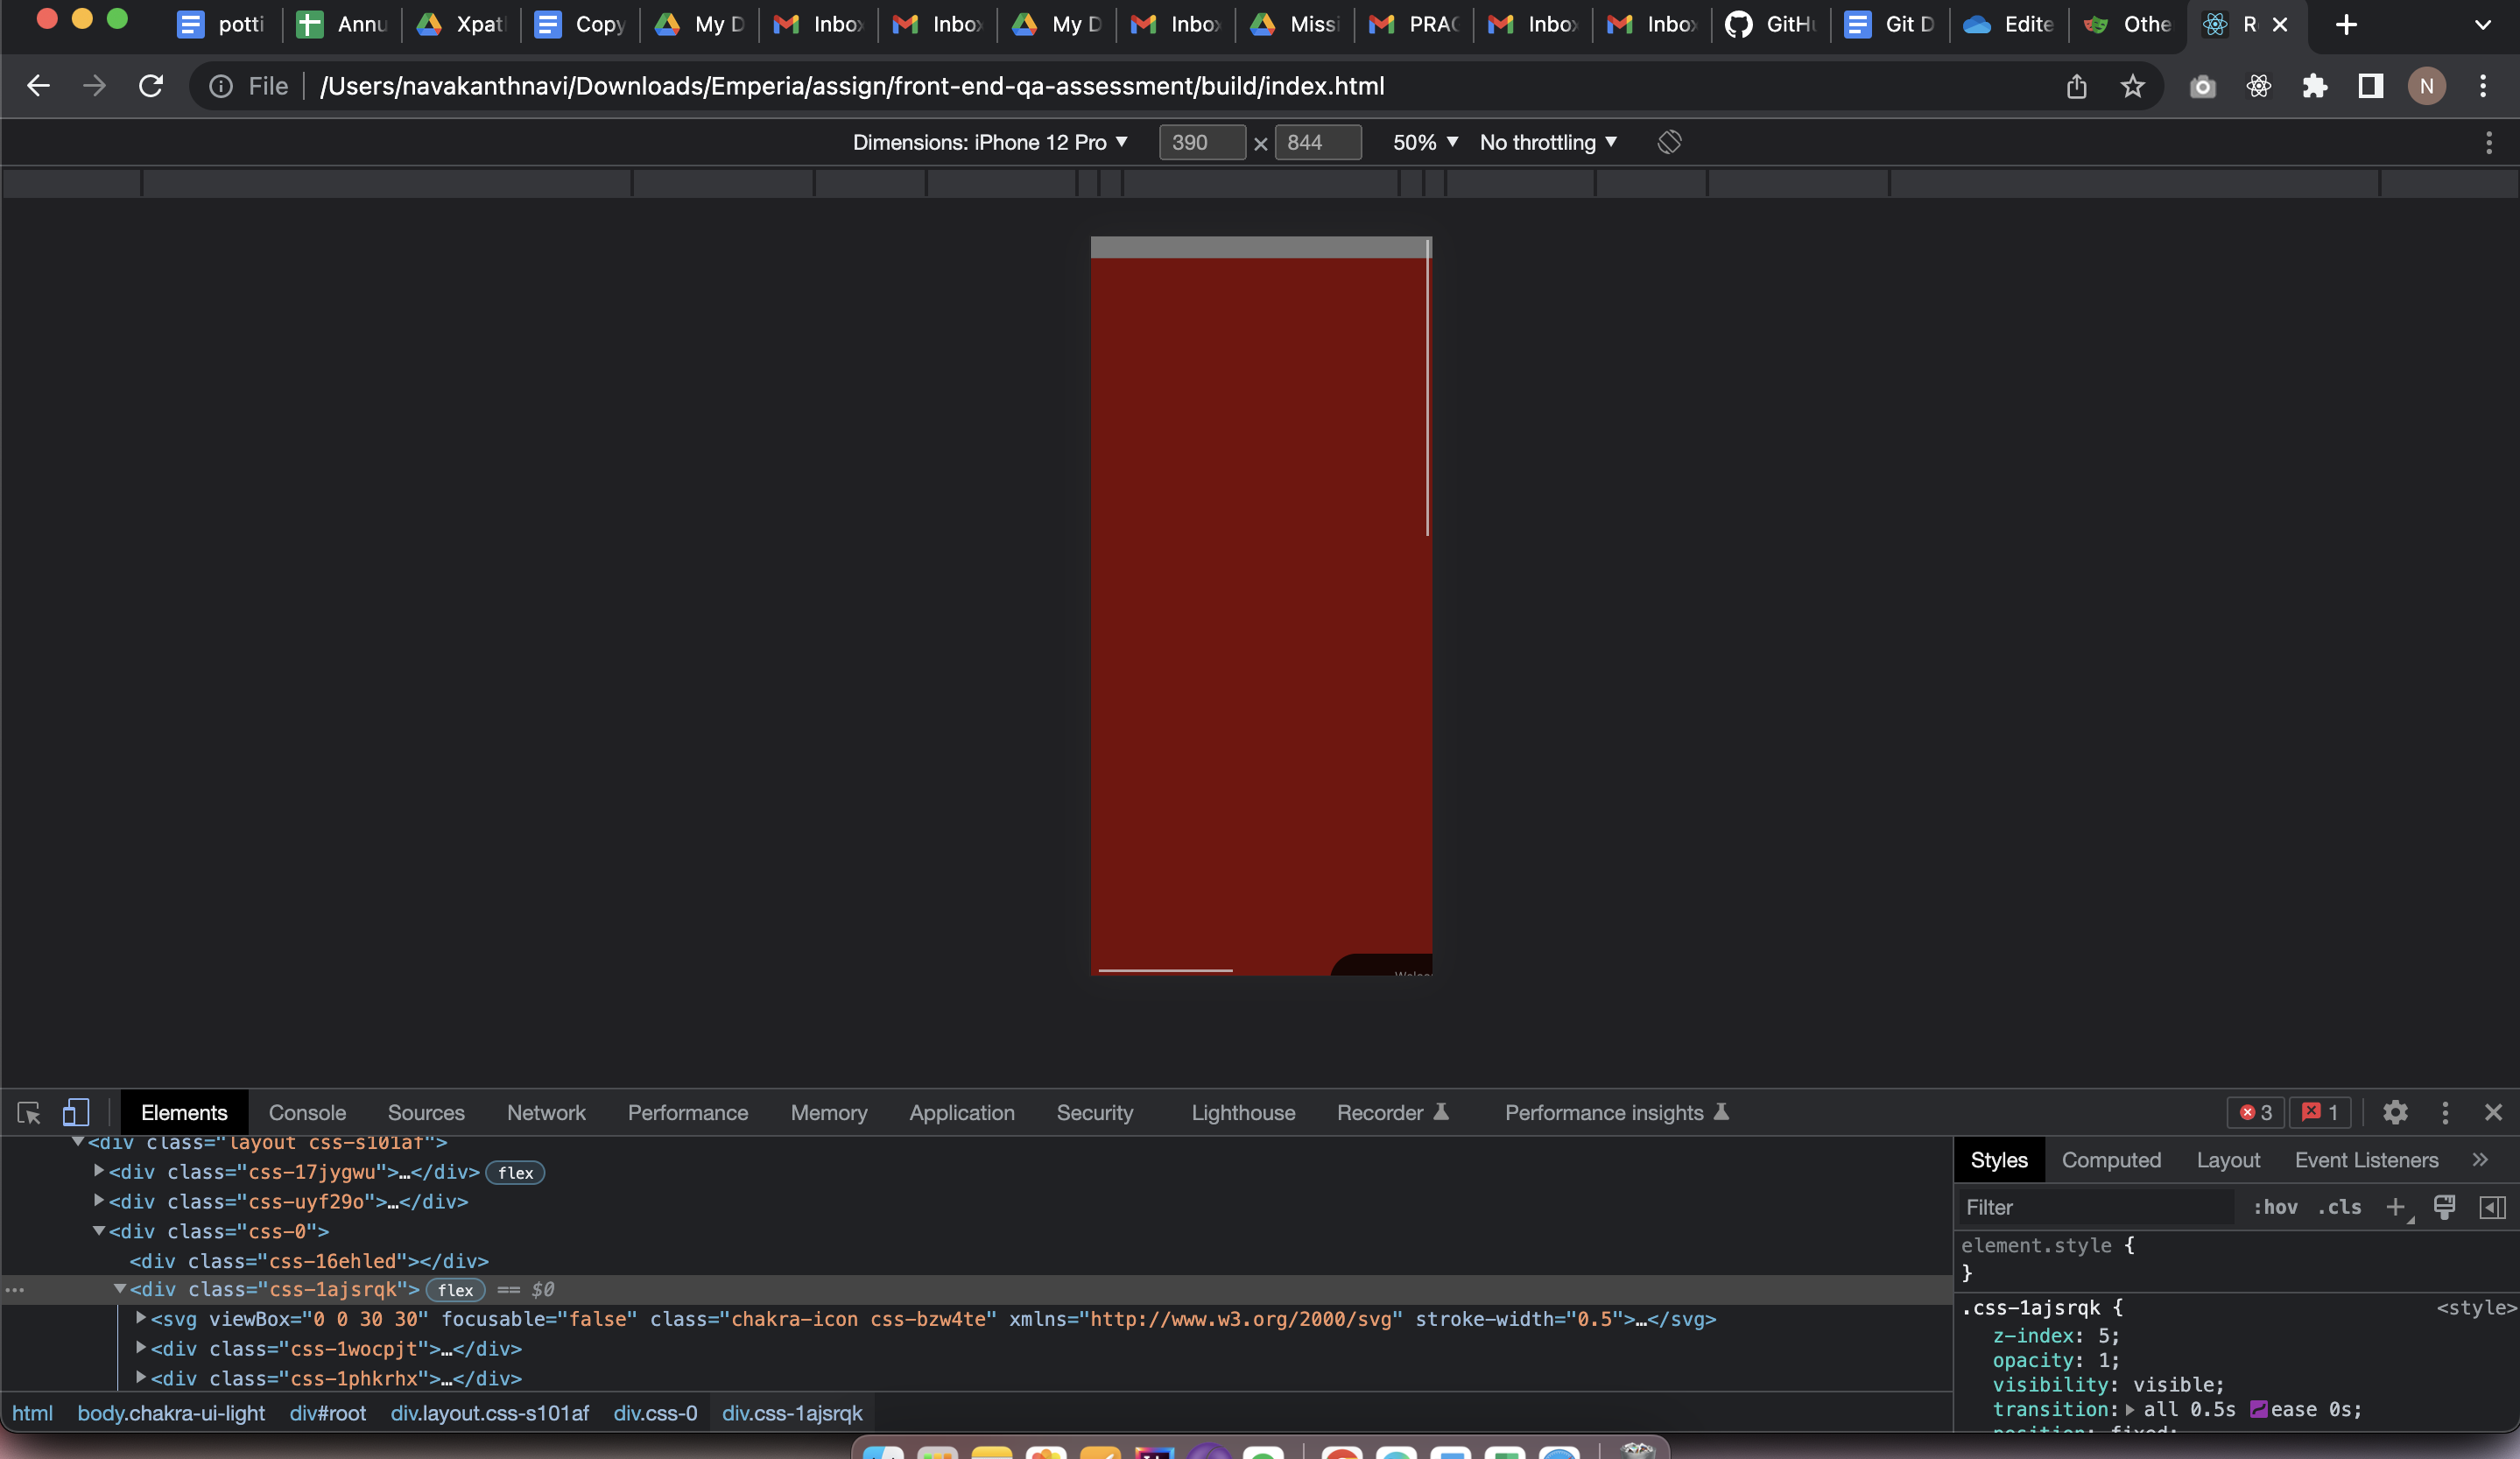 potti Annu Xpat Copy My D Inbox Inbox My D Inbox Missi PRAC Inbox Inbox GitHu Git D Edite Othe R
File /Users/navakanthnavi/Downloads/Emperia/assign/front-end-qa-assessment/build/index.html N
Dimensions: iPhone 12 Pro 390 × 844 50% No throttling
Elements Console Sources Network Performance Memory Application Security Lighthouse Recorder Performance insights 3 1
<div class="layout css-s101af">
<div class="css-17jygwu">…</div> flex
<div class="css-uyf29o">…</div>
<div class="css-0">
<div class="css-16ehled"></div>
<div class="css-1ajsrqk"> flex == $0
<svg viewBox="0 0 30 30" focusable="false" class="chakra-icon css-bzw4te" xmlns="http://www.w3.org/2000/svg" stroke-width="0.5">…</svg>
<div class="css-1wocpjt">…</div>
<div class="css-1phkrhx">…</div>
html body.chakra-ui-light div#root div.layout.css-s101af div.css-0 div.css-1ajsrqk
Styles Computed Layout Event Listeners
Filter :hov .cls
element.style {
}
.css-1ajsrqk { <style>
z-index: 5;
opacity: 1;
visibility: visible;
transition: all 0.5s ease 0s;
position: fixed;